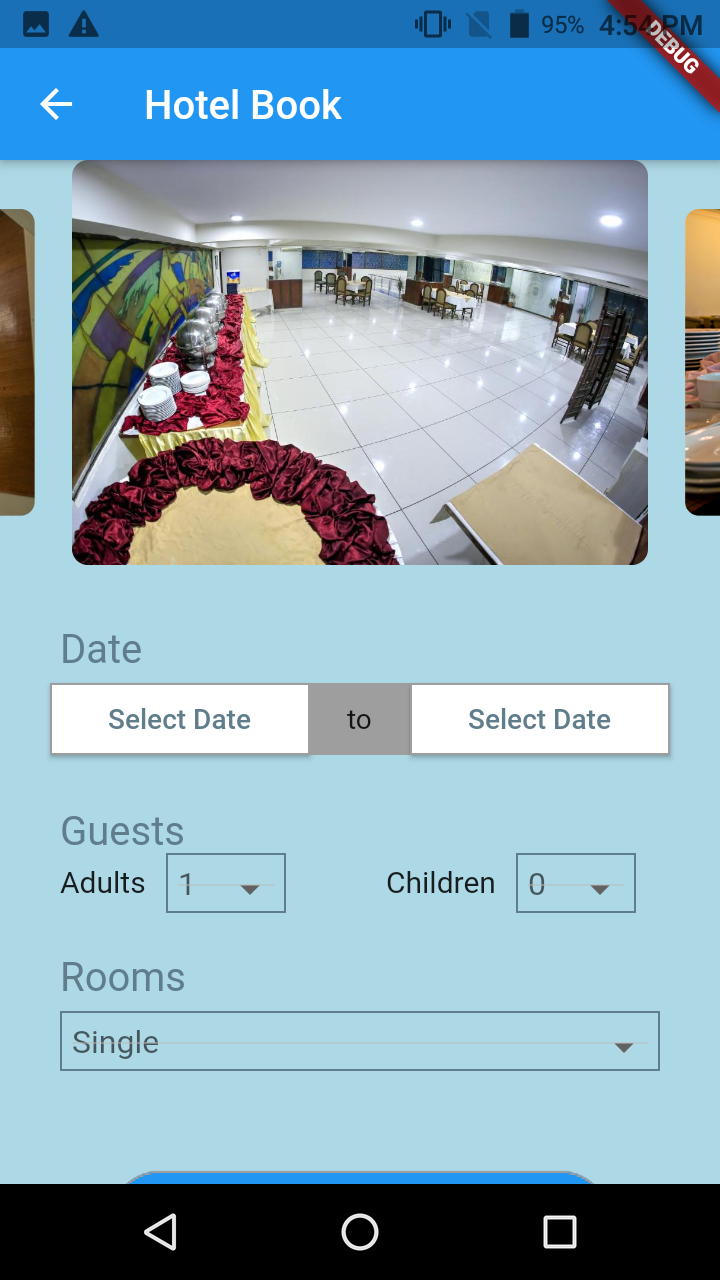 95% 4:54 PM
DEBUG
Hotel Book
Date
Select Date to Select Date
Guests
Adults 1 Children 0
Rooms
Single